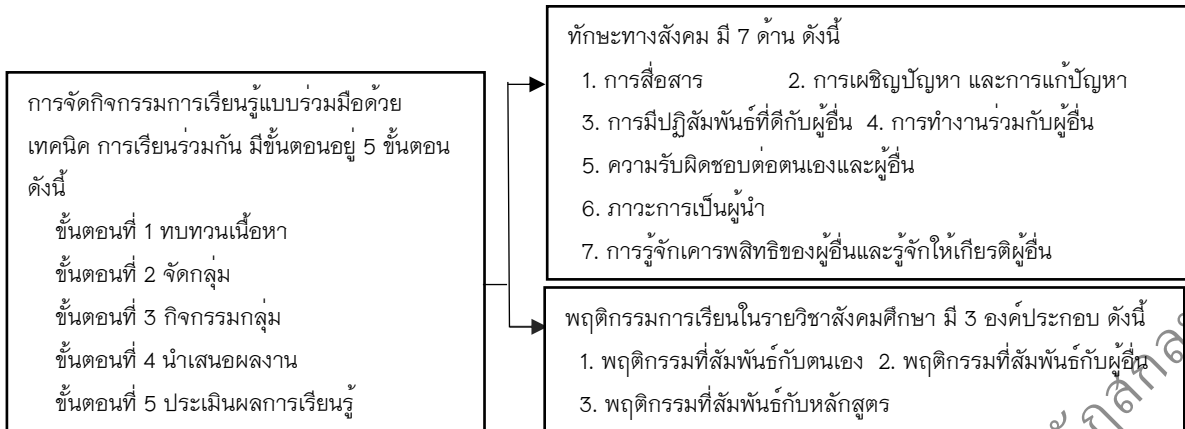 การจัดกิจกรรมการเรียนรู้แบบร่วมมือด้วย
เทคนิค การเรียนร่วมกัน มีขั้นตอนอยู่ 5 ขั้นตอน
ดังนี้
ขั้นตอนที่ 1 ทบทวนเนื้อหา
ขั้นตอนที่ 2 จัดกลุ่ม
ขั้นตอนที่ 3 กิจกรรมกลุ่ม
ขั้นตอนที่ 4 นำเสนอผลงาน
ขั้นตอนที่ 5 ประเมินผลการเรียนรู้
ทักษะทางสังคม มี 7 ด้าน ดังนี้
1. การสื่อสาร 2. การเผชิญปัญหา และการแก้ปัญหา
3. การมีปฏิสัมพันธ์ที่ดีกับผู้อื่น 4. การทำงานร่วมกับผู้อื่น
5. ความรับผิดชอบต่อตนเองและผู้อื่น
6. ภาวะการเป็นผู้นำ
7. การรู้จักเคารพสิทธิของผู้อื่นและรู้จักให้เกียรติผู้อื่น
พฤติกรรมการเรียนในรายวิชาสังคมศึกษา มี 3 องค์ประกอบ ดังนี้
1. พฤติกรรมที่สัมพันธ์กับตนเอง 2. พฤติกรรมที่สัมพันธ์กับผู้อื่น
3. พฤติกรรมที่สัมพันธ์กับหลักสูตร